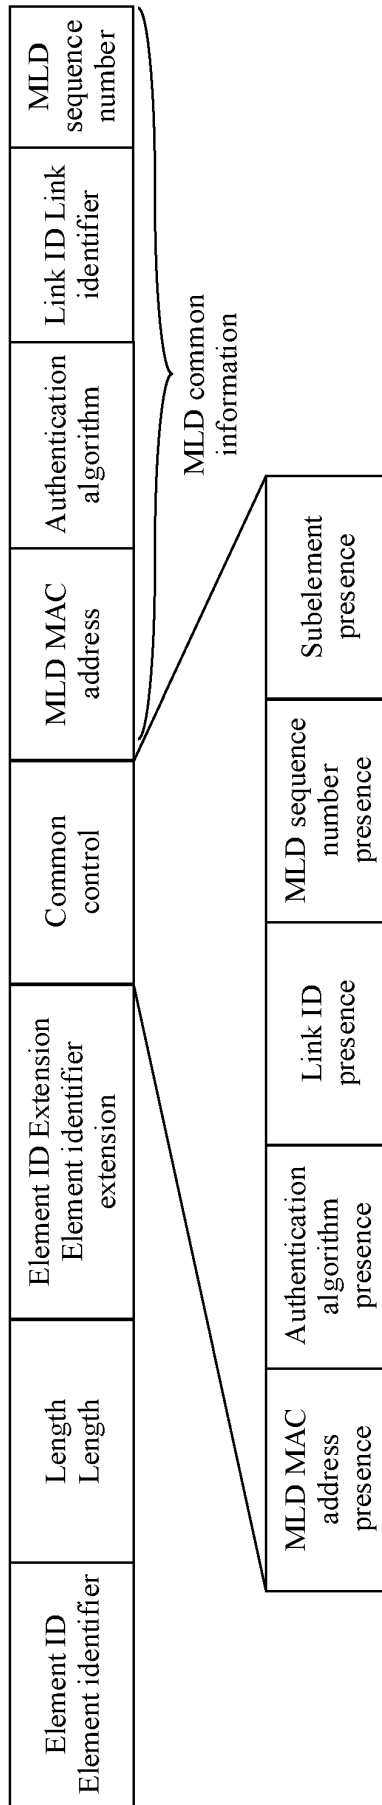 Element ID
Element identifier
Length
Length
Element ID Extension
Element identifier
extension
Common
control
MLD MAC
address
Authentication
algorithm
Link ID Link
identifier
MLD
sequence
number
MLD common
information
MLD MAC
address
presence
Authentication
algorithm
presence
Link ID
presence
MLD sequence
number
presence
Subelement
presence